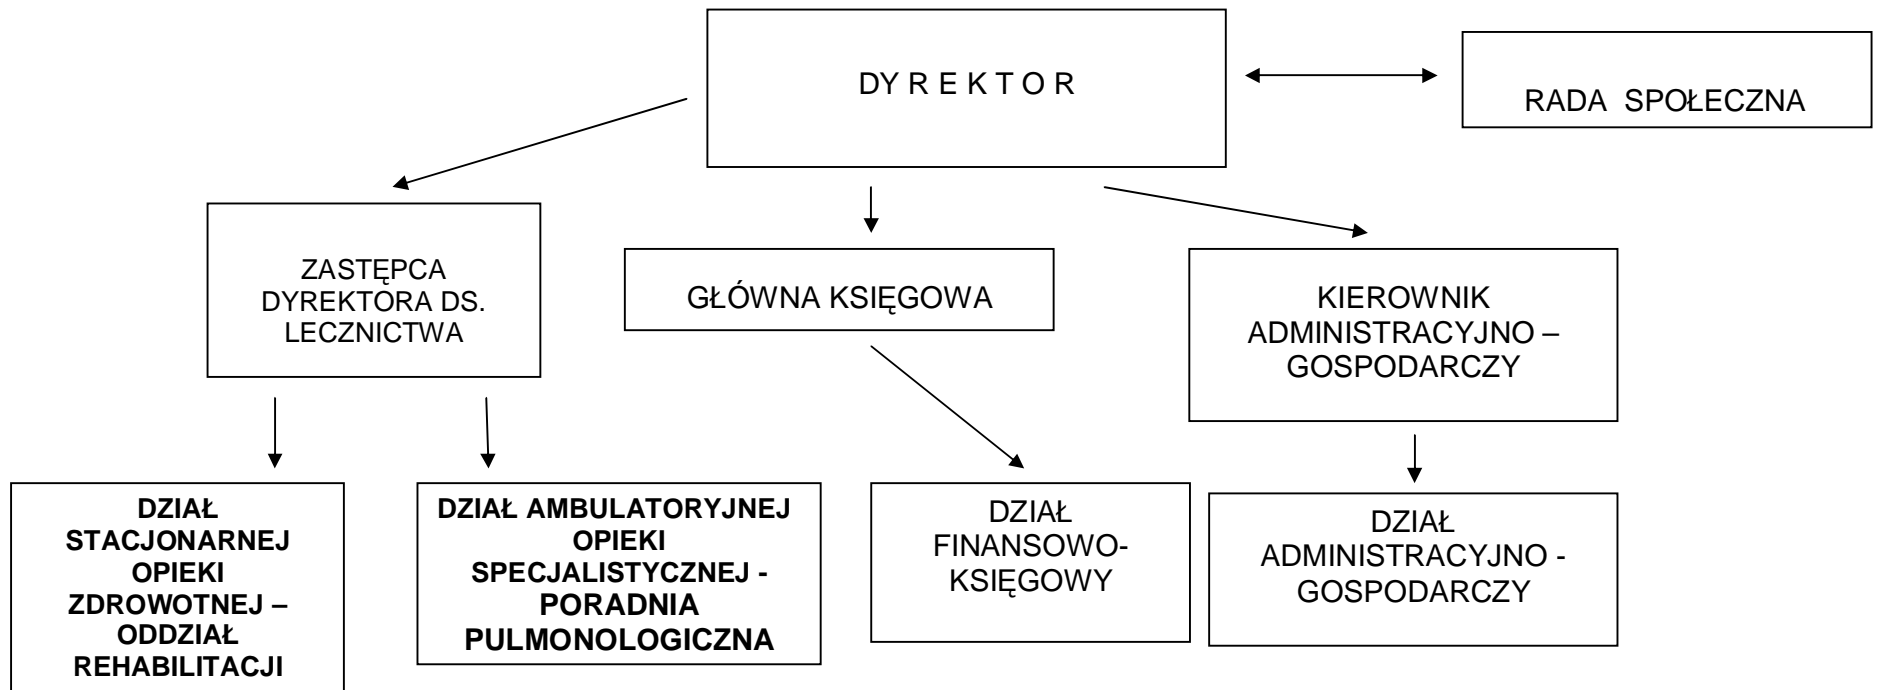 DY R E K T O R
RADA SPOŁECZNA
ZASTĘPCA
DYREKTORA DS.
LECZNICTWA
GŁÓWNA KSIĘGOWA
KIEROWNIK
ADMINISTRACYJNO –
GOSPODARCZY
DZIAŁ
STACJONARNEJ
OPIEKI
ZDROWOTNEJ –
ODDZIAŁ
REHABILITACJI
DZIAŁ AMBULATORYJNEJ
OPIEKI
SPECJALISTYCZNEJ -
PORADNIA
PULMONOLOGICZNA
DZIAŁ
FINANSOWO-
KSIĘGOWY
DZIAŁ
ADMINISTRACYJNO -
GOSPODARCZY